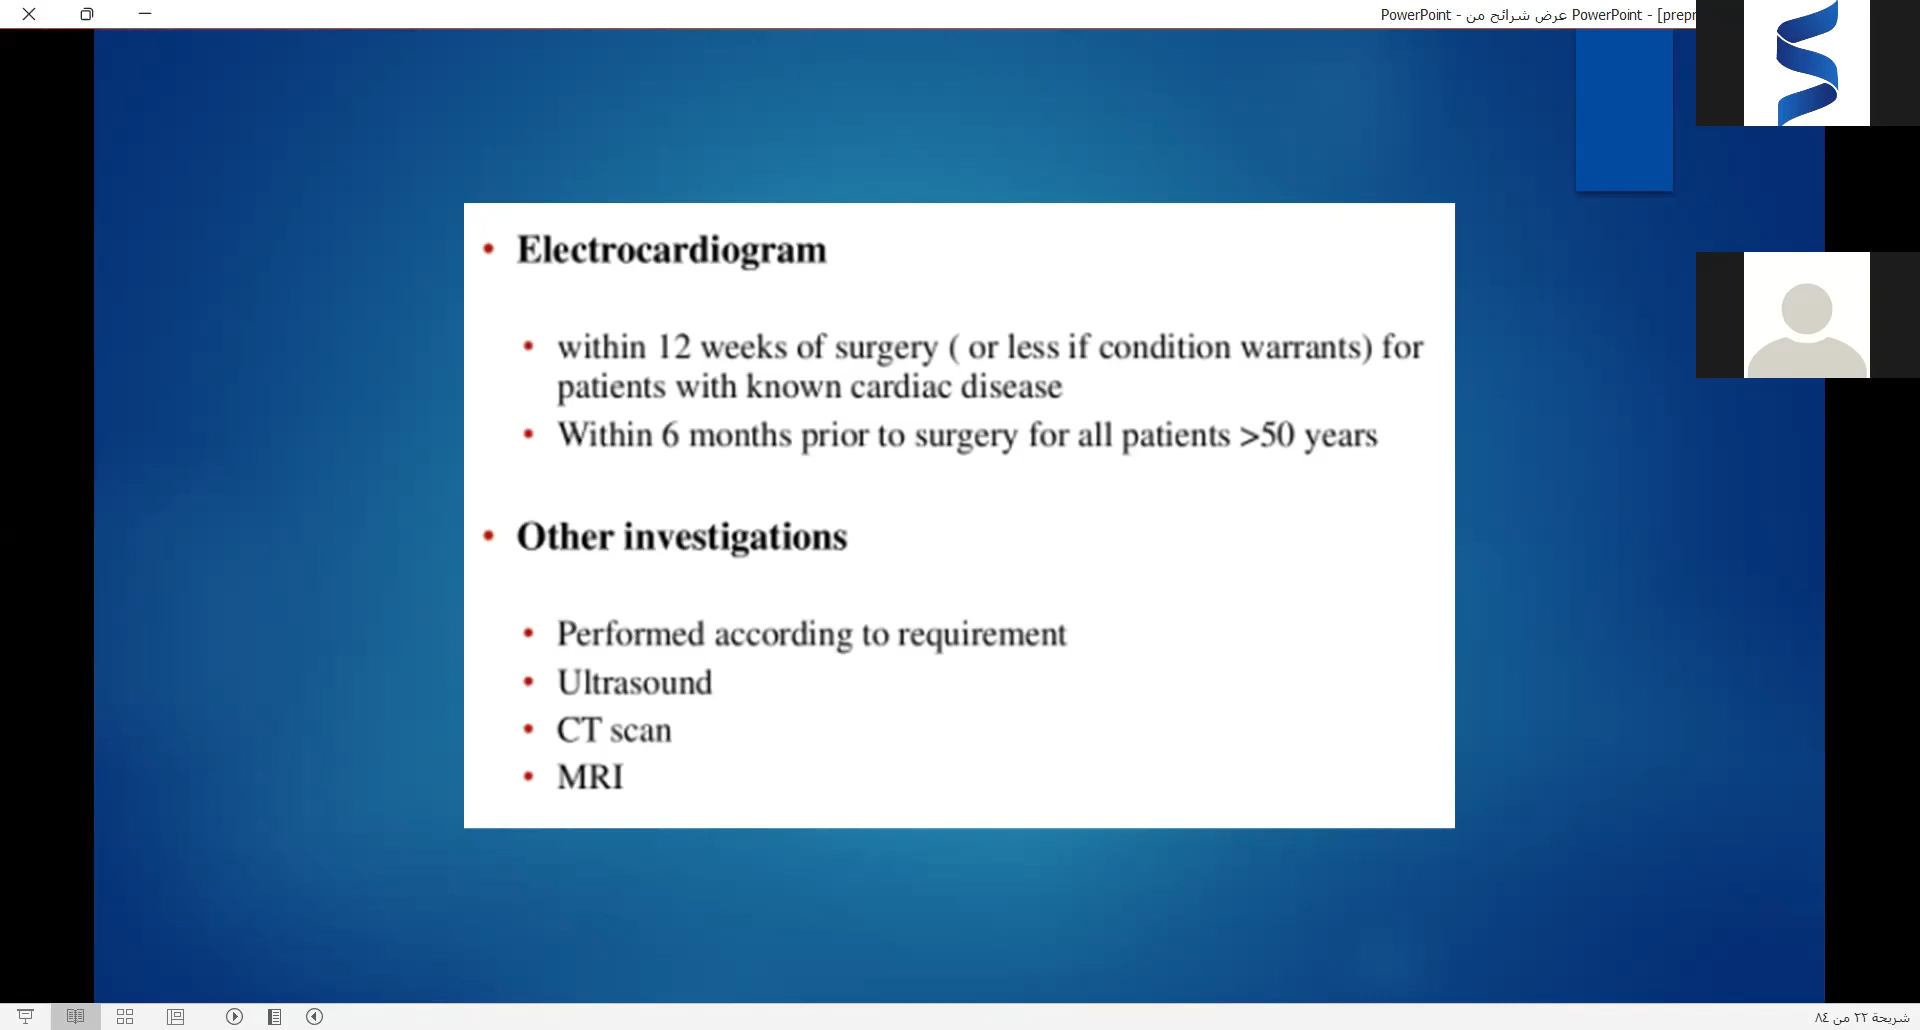 PowerPoint - عرض شرائح من PowerPoint - [prepr
• Electrocardiogram
• within 12 weeks of surgery ( or less if condition warrants) for
patients with known cardiac disease
• Within 6 months prior to surgery for all patients >50 years
• Other investigations
• Performed according to requirement
• Ultrasound
• CT scan
• MRI
شريحة ٢٢ من ٨٤